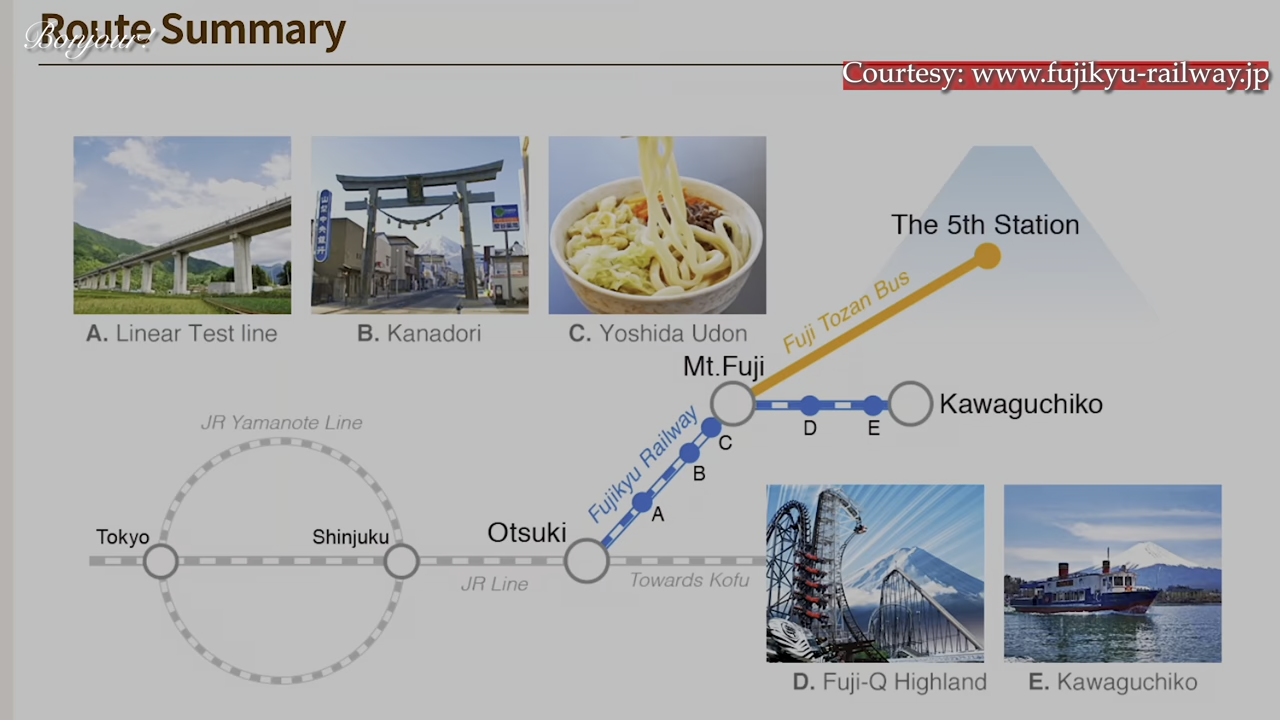 Route Summary
Bonjour!
Courtesy: www.fujikyu-railway.jp
A. Linear Test line
B. Kanadori
C. Yoshida Udon
The 5th Station
Fuji Tozan Bus
Mt.Fuji
Kawaguchiko
D
E
Fujikyu Railway
C
B
A
JR Yamanote Line
Tokyo
Shinjuku
Otsuki
JR Line
Towards Kofu
D. Fuji-Q Highland
E. Kawaguchiko